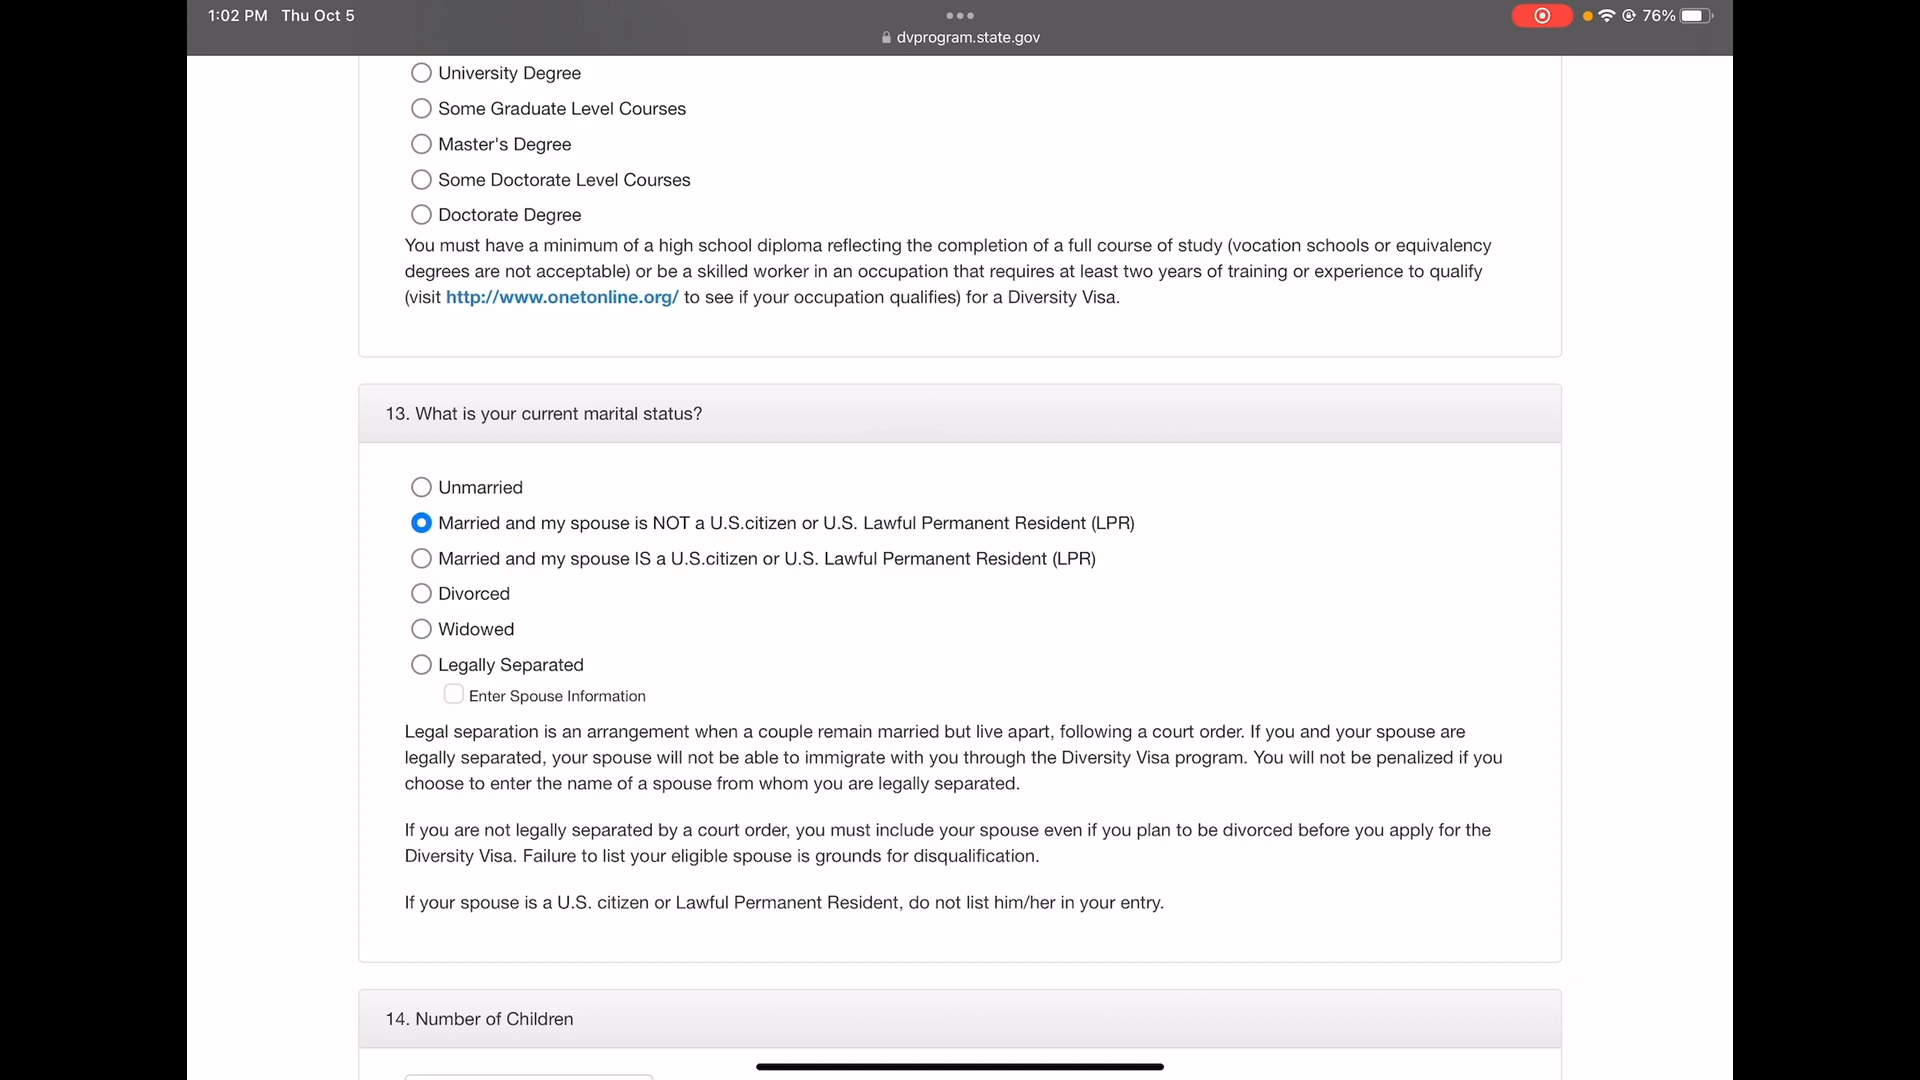 1:02 PM Thu Oct 5
76%
dvprogram.state.gov
University Degree
Some Graduate Level Courses
Master's Degree
Some Doctorate Level Courses
Doctorate Degree
You must have a minimum of a high school diploma reflecting the completion of a full course of study (vocation schools or equivalency
degrees are not acceptable) or be a skilled worker in an occupation that requires at least two years of training or experience to qualify
(visit http://www.onetonline.org/ to see if your occupation qualifies) for a Diversity Visa.
13. What is your current marital status?
Unmarried
Married and my spouse is NOT a U.S.citizen or U.S. Lawful Permanent Resident (LPR)
Married and my spouse IS a U.S.citizen or U.S. Lawful Permanent Resident (LPR)
Divorced
Widowed
Legally Separated
Enter Spouse Information
Legal separation is an arrangement when a couple remain married but live apart, following a court order. If you and your spouse are
legally separated, your spouse will not be able to immigrate with you through the Diversity Visa program. You will not be penalized if you
choose to enter the name of a spouse from whom you are legally separated.
If you are not legally separated by a court order, you must include your spouse even if you plan to be divorced before you apply for the
Diversity Visa. Failure to list your eligible spouse is grounds for disqualification.
If your spouse is a U.S. citizen or Lawful Permanent Resident, do not list him/her in your entry.
14. Number of Children